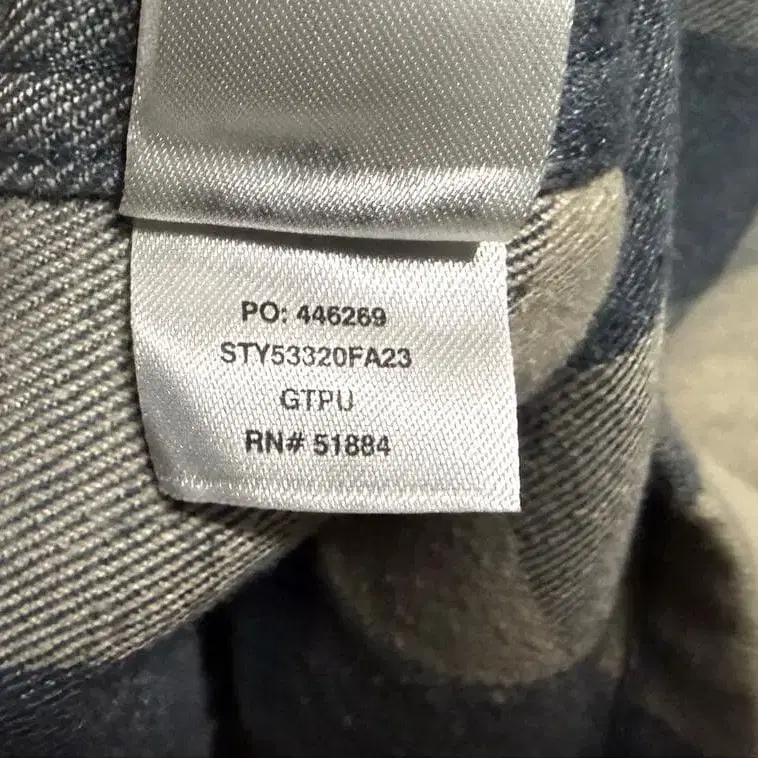 PO: 446269
STY53320FA23
GTPU
RN# 51884